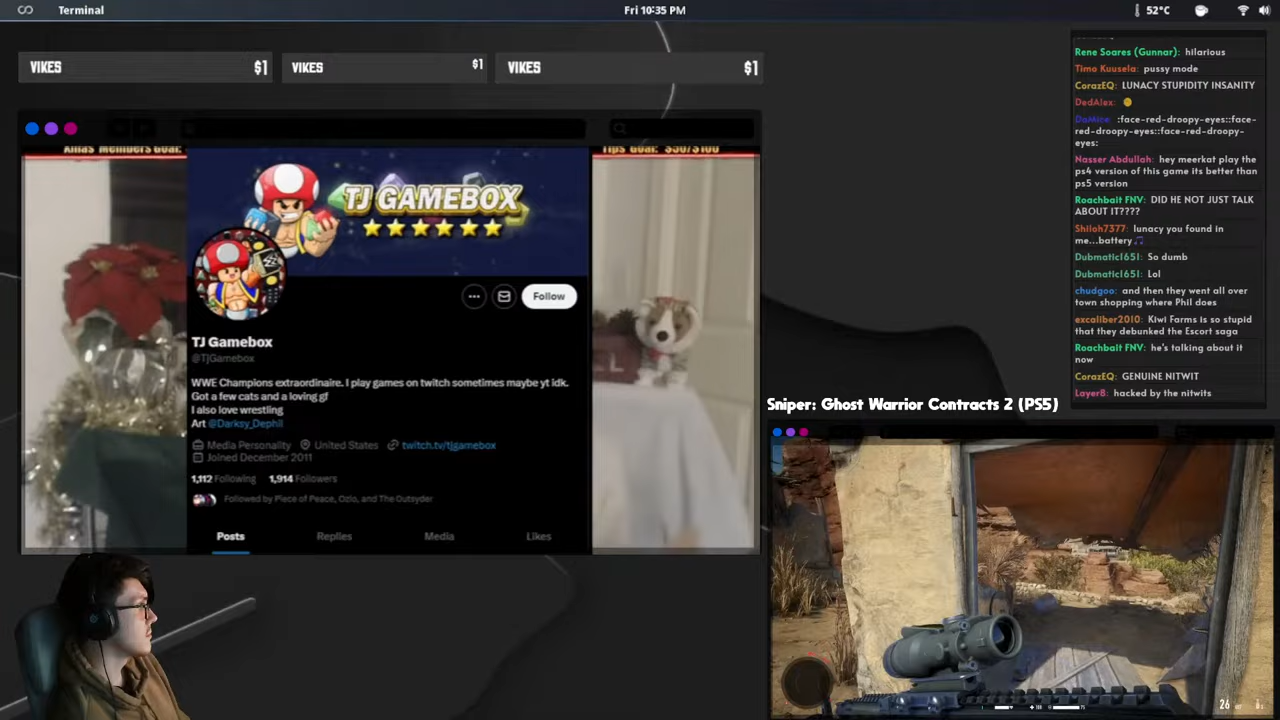 Terminal
Fri 10:35 PM
52°C
VIKES $1
VIKES $1
VIKES $1
Xmas Members Goal:
Tips Goal: $50/$100
TJ GAMEBOX
Follow
TJ Gamebox
@TjGamebox
WWE Champions extraordinaire. I play games on twitch sometimes maybe yt idk.
Got a few cats and a loving gf
I also love wrestling
Art @Darksy_Dephil
Media Personality United States twitch.tv/tjgamebox
Joined December 2011
1,112 Following 1,914 Followers
Followed by Piece of Peace, Ozlo, and The Outsyder
Posts Replies Media Likes
Rene Soares (Gunnar): hilarious
Timo Kuusela: pussy mode
CorazEQ: LUNACY STUPIDITY INSANITY
DedAlex:
DaMire: :face-red-droopy-eyes::face-
red-droopy-eyes::face-red-droopy-
eyes:
Nasser Abdullah: hey meerkat play the
ps4 version of this game its better than
ps5 version
Roachbait FNV: DID HE NOT JUST TALK
ABOUT IT????
Shiloh7377: lunacy you found in
me...battery🎵
Dubmatic1651: So dumb
Dubmatic1651: Lol
chudgoo: and then they went all over
town shopping where Phil does
excaliber2010: Kiwi Farms is so stupid
that they debunked the Escort saga
Roachbait FNV: he's talking about it
now
CorazEQ: GENUINE NITWIT
Layer8: hacked by the nitwits
Sniper: Ghost Warrior Contracts 2 (PS5)
26